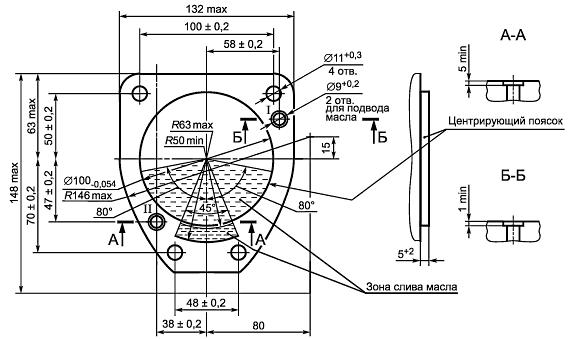 132 max
100 ± 0,2
58 ± 0,2
Ø11+0,3
4 отв.
Ø9+0,2
2 отв.
для подвода
масла
I
Б
Б
R63 max
R50 min
63 max
50 ± 0,2
148 max
47 ± 0,2
70 ± 0,2
Ø100-0,054
R146 max
80°
II
45°
80°
15
А
А
48 ± 0,2
38 ± 0,2
80
Зона слива масла
Центрирующий поясок
5+2
А-А
5 min
Б-Б
1 min